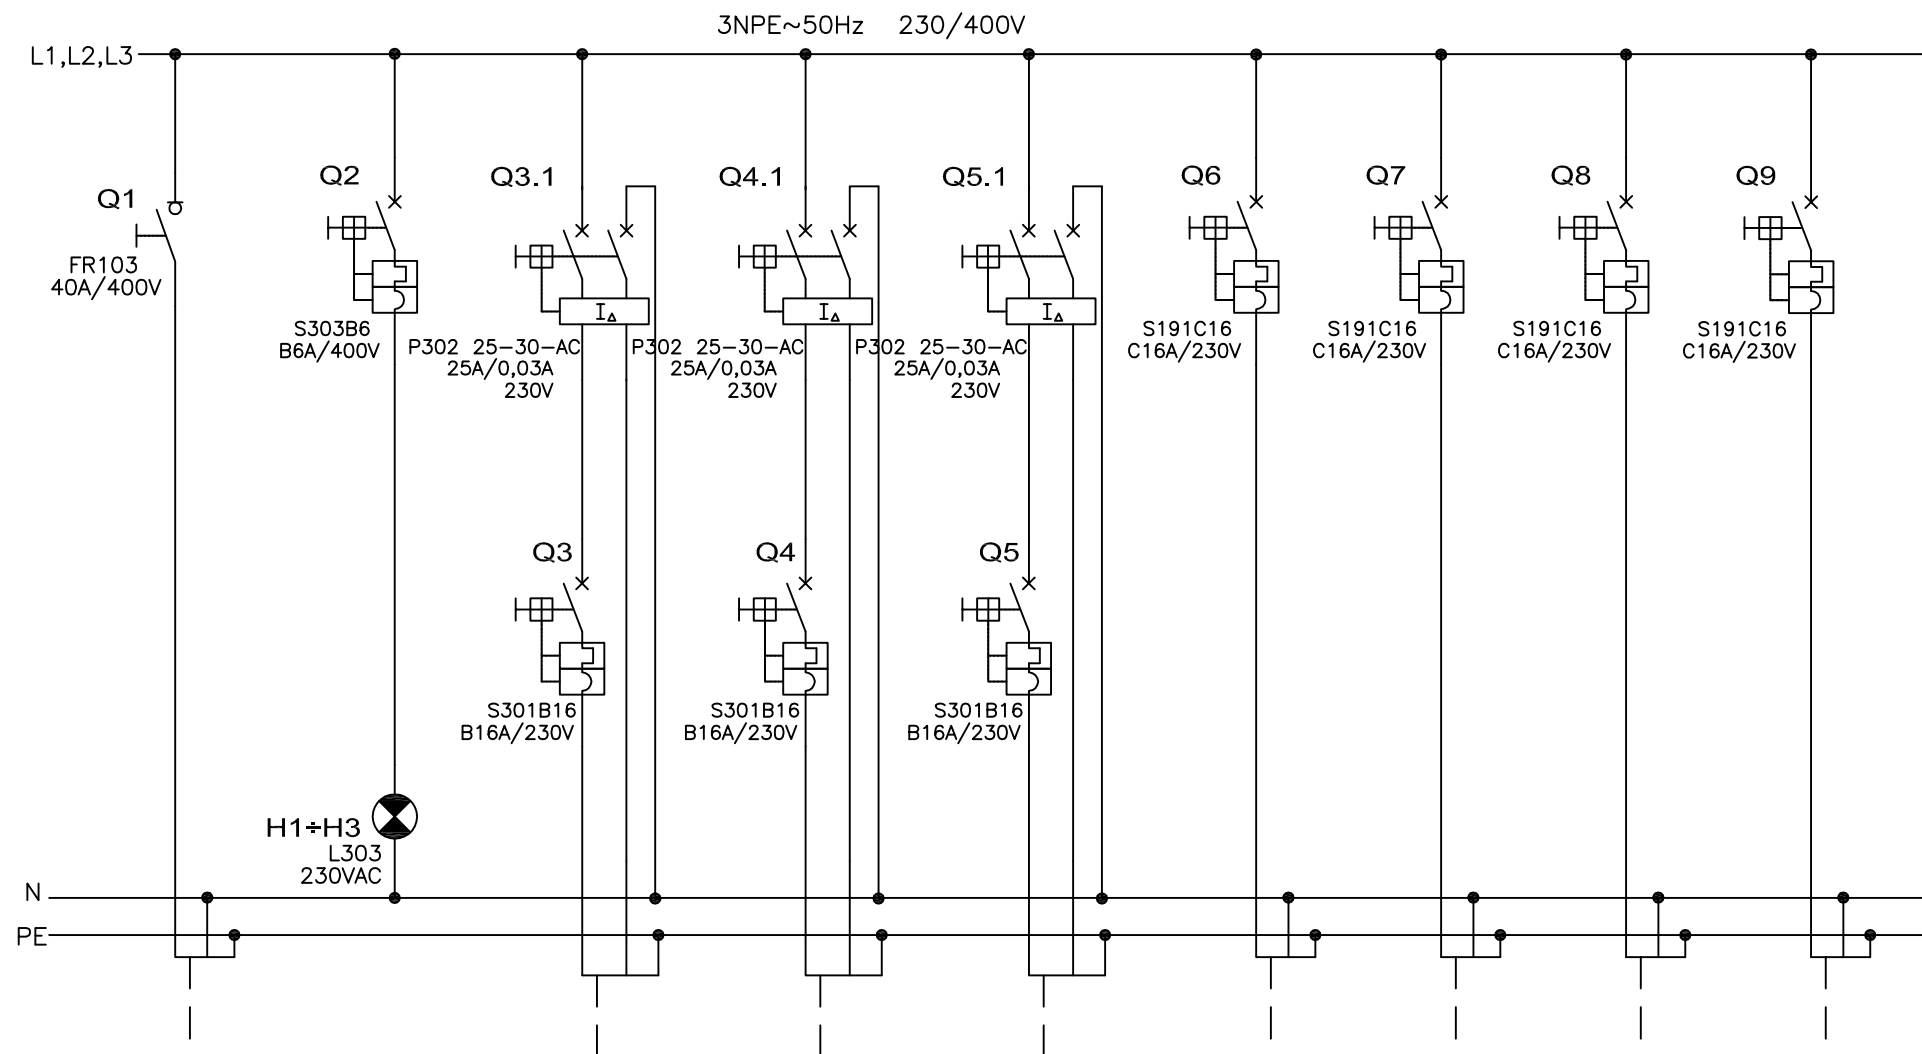 3NPE~50Hz 230/400V
L1,L2,L3
Q1
FR103
40A/400V
Q2
S303B6
B6A/400V
Q3.1
I∆
P302 25-30-AC
25A/0,03A
230V
Q4.1
I∆
P302 25-30-AC
25A/0,03A
230V
Q5.1
I∆
P302 25-30-AC
25A/0,03A
230V
Q6
S191C16
C16A/230V
Q7
S191C16
C16A/230V
Q8
S191C16
C16A/230V
Q9
S191C16
C16A/230V
Q3
S301B16
B16A/230V
Q4
S301B16
B16A/230V
Q5
S301B16
B16A/230V
H1÷H3
L303
230VAC
N
PE